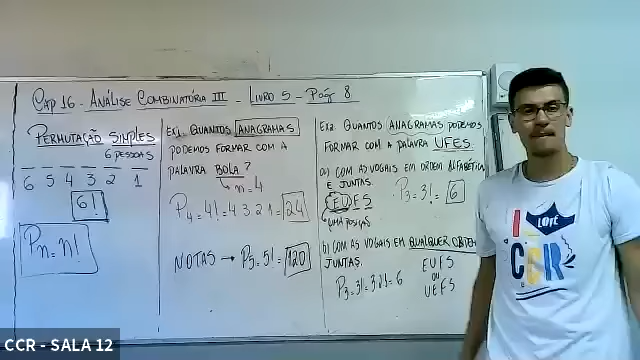 CAP 16 - ANÁLISE COMBINATÓRIA III - LIVRO 5 - PÁG 8
PERMUTAÇÃO SIMPLES
6 PESSOAS
6 5 4 3 2 1
6!
Pn = n!
EX1. QUANTOS ANAGRAMAS
PODEMOS FORMAR COM A
PALAVRA BOLA?
n = 4
P4 = 4! = 4.3.2.1 = 24
NOTAS → P5 = 5! = 120
EX2. QUANTOS ANAGRAMAS PODEMOS
FORMAR COM A PALAVRA UFES.
a) COM AS VOGAIS EM ORDEM ALFABÉTICA
E JUNTAS.
P3 = 3! = 6
EUFS
UMA POSIÇÃO
b) COM AS VOGAIS EM QUALQUER ORDEM
JUNTAS.
EUFS
OU
UEFS
P3 = 3! = 3.2.1 = 6
I LOVE
CCR
CCR - SALA 12